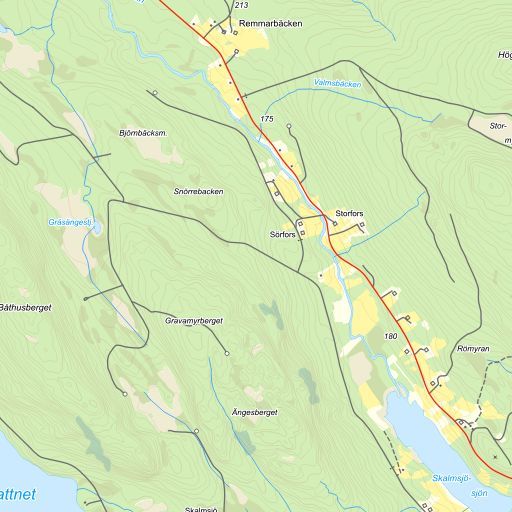 213
Remmarbäcken
Hög
Valmsbäcken
175
Stor-
m
Björnbäcksm.
Snörrebacken
Storfors
Gräsängestj.
Sörfors
Båthusberget
Gravamyrberget
180
Römyran
Ängesberget
Skalmsjö-
sjön
attnet
Skalmsjö